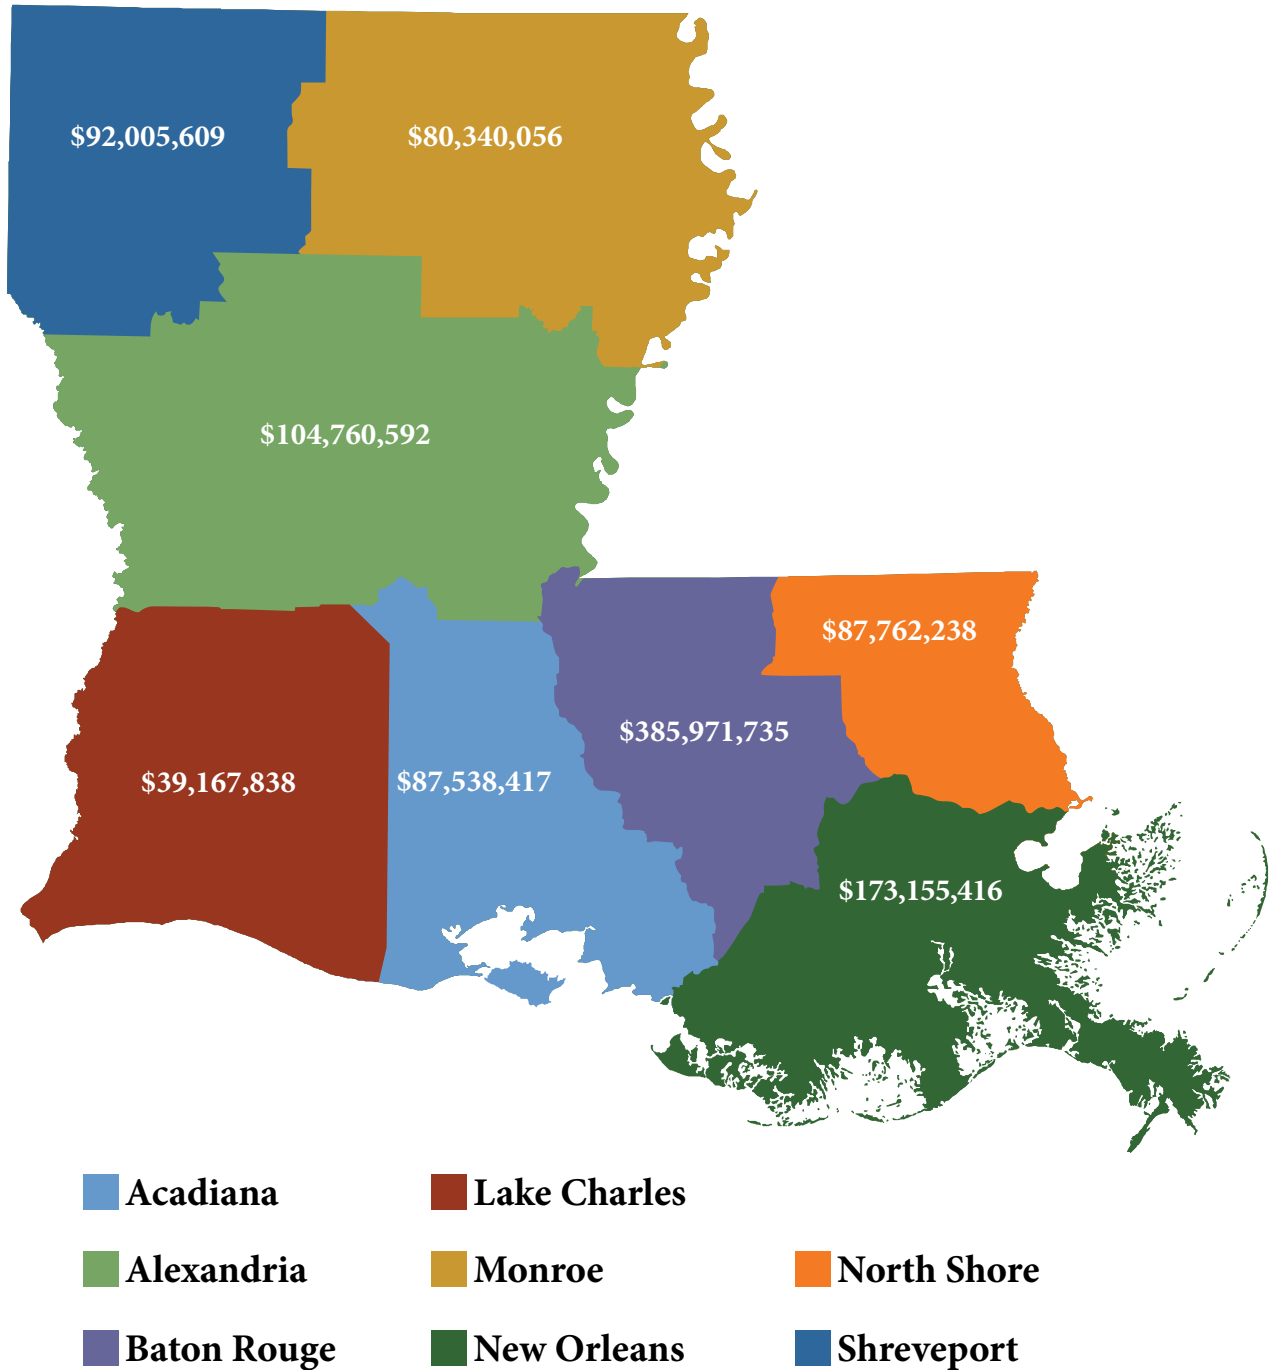 $92,005,609
$80,340,056
$104,760,592
$87,762,238
$385,971,735
$39,167,838
$87,538,417
$173,155,416
Acadiana
Lake Charles
Alexandria
Monroe
North Shore
Baton Rouge
New Orleans
Shreveport